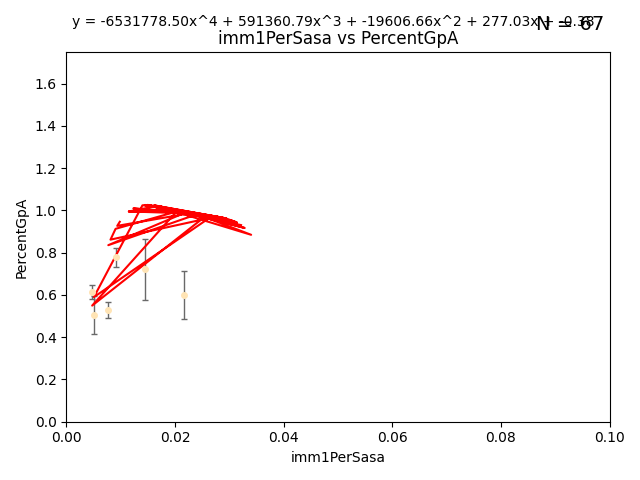 y = -6531778.50x^4 + 591360.79x^3 + -19606.66x^2 + 277.03x + -0.38
N = 67
imm1PerSasa vs PercentGpA
1.6
1.4
1.2
1.0
0.8
0.6
0.4
0.2
0.0
PercentGpA
0.00 0.02 0.04 0.06 0.08 0.10
imm1PerSasa